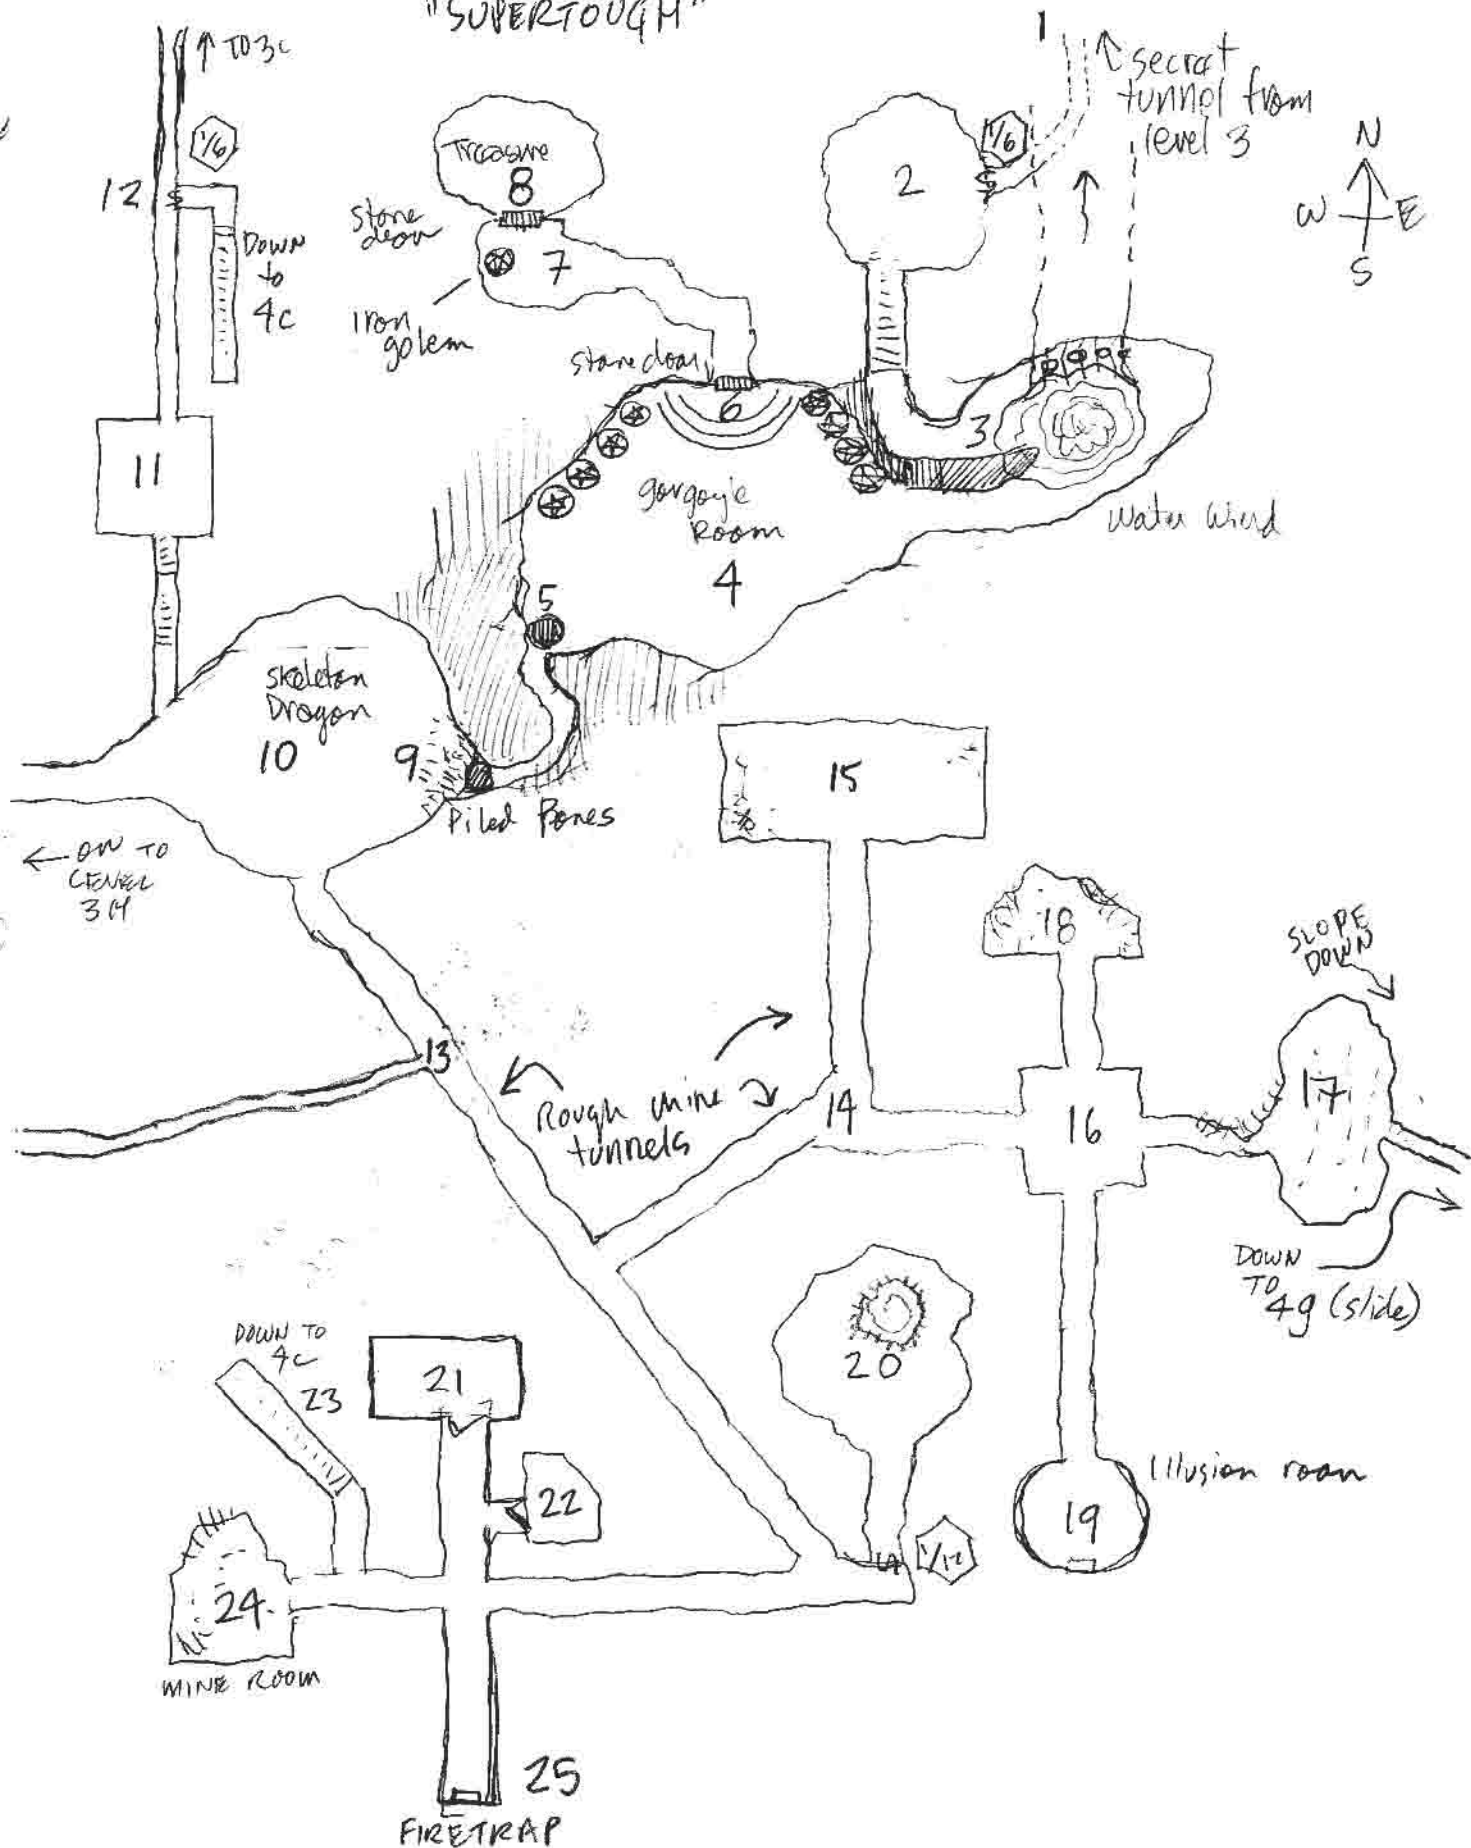 "SUPERTOUGH"
↑ TO 3c
1
↖ secret
tunnel from
level 3
N
W E
S
1/6
12
DOWN
to
4c
Treasure
8
stone
door
7
iron
golem
2
1/6
stone door
6
3
11
gorgoyle
Room
4
Water Wierd
5
skeleton
Dragon
10
9
Piled Bones
15
← ON TO
LEVEL
3A
18
SLOPE
DOWN
13
Rough mine
tunnels
14
16
17
DOWN
TO
4g (slide)
20
DOWN TO
4c
23
21
22
Illusion room
19
S
1/12
24
MINE ROOM
25
FIRETRAP